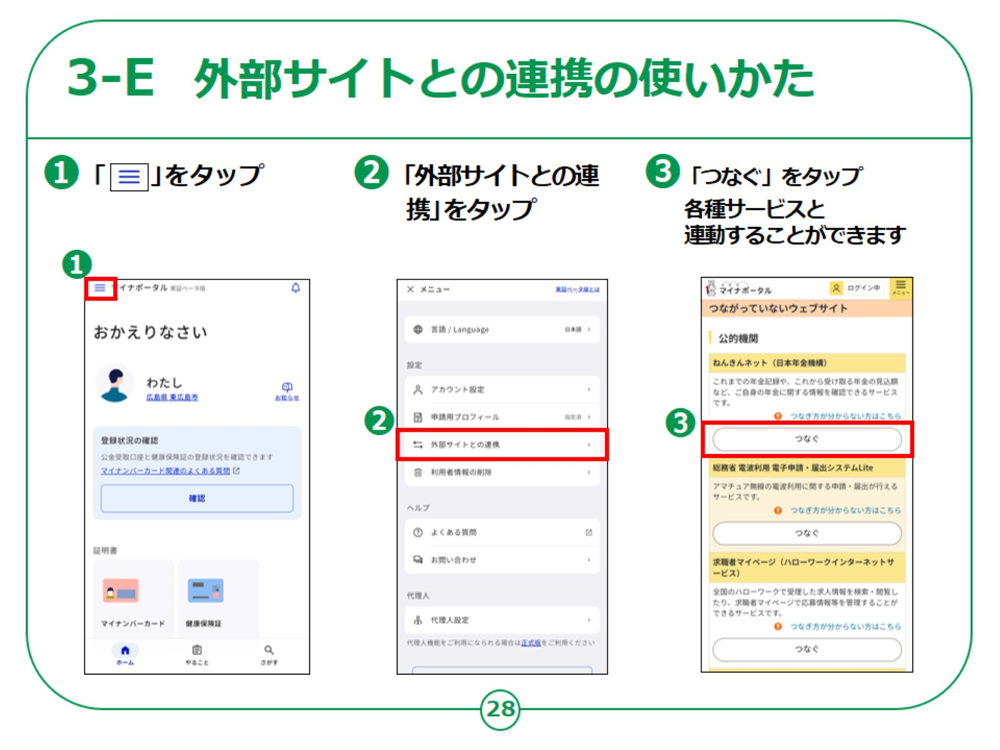 3-E 外部サイトとの連携の使いかた
1 「≡」をタップ
2 「外部サイトとの連
携」をタップ
3 「つなぐ」をタップ
各種サービスと
連動することができます
1
マイナポータル 実証ベータ版
おかえりなさい
わたし
広島県 東広島市
お知らせ
登録状況の確認
公金受取口座と健康保険証の登録状況を確認できます
マイナンバーカード関連のよくある質問
確認
証明書
マイナンバーカード
健康保険証
ホーム
やること
さがす
2
× メニュー
実証ベータ版とは
言語 / Language
日本語
設定
アカウント設定
申請用プロフィール
設定済
外部サイトとの連携
利用者情報の削除
ヘルプ
よくある質問
お問い合わせ
代理人
代理人設定
代理人機能をご利用になられる場合は正式版をご利用ください
3
マイナポータル
ログイン中
メニュー
つながっていないウェブサイト
公的機関
ねんきんネット（日本年金機構）
これまでの年金記録や、これから受け取る年金の見込額
など、ご自身の年金に関する情報を確認できるサービス
です。
つなぎ方が分からない方はこちら
つなぐ
総務省 電波利用 電子申請・届出システムLite
アマチュア無線の電波利用に関する申請・届出が行える
サービスです。
つなぎ方が分からない方はこちら
つなぐ
求職者マイページ（ハローワークインターネットサ
ービス）
全国のハローワークで受理した求人情報を検索・閲覧し
たり、求職者マイページで応募情報等を管理することが
できるサービスです。
つなぎ方が分からない方はこちら
つなぐ
28